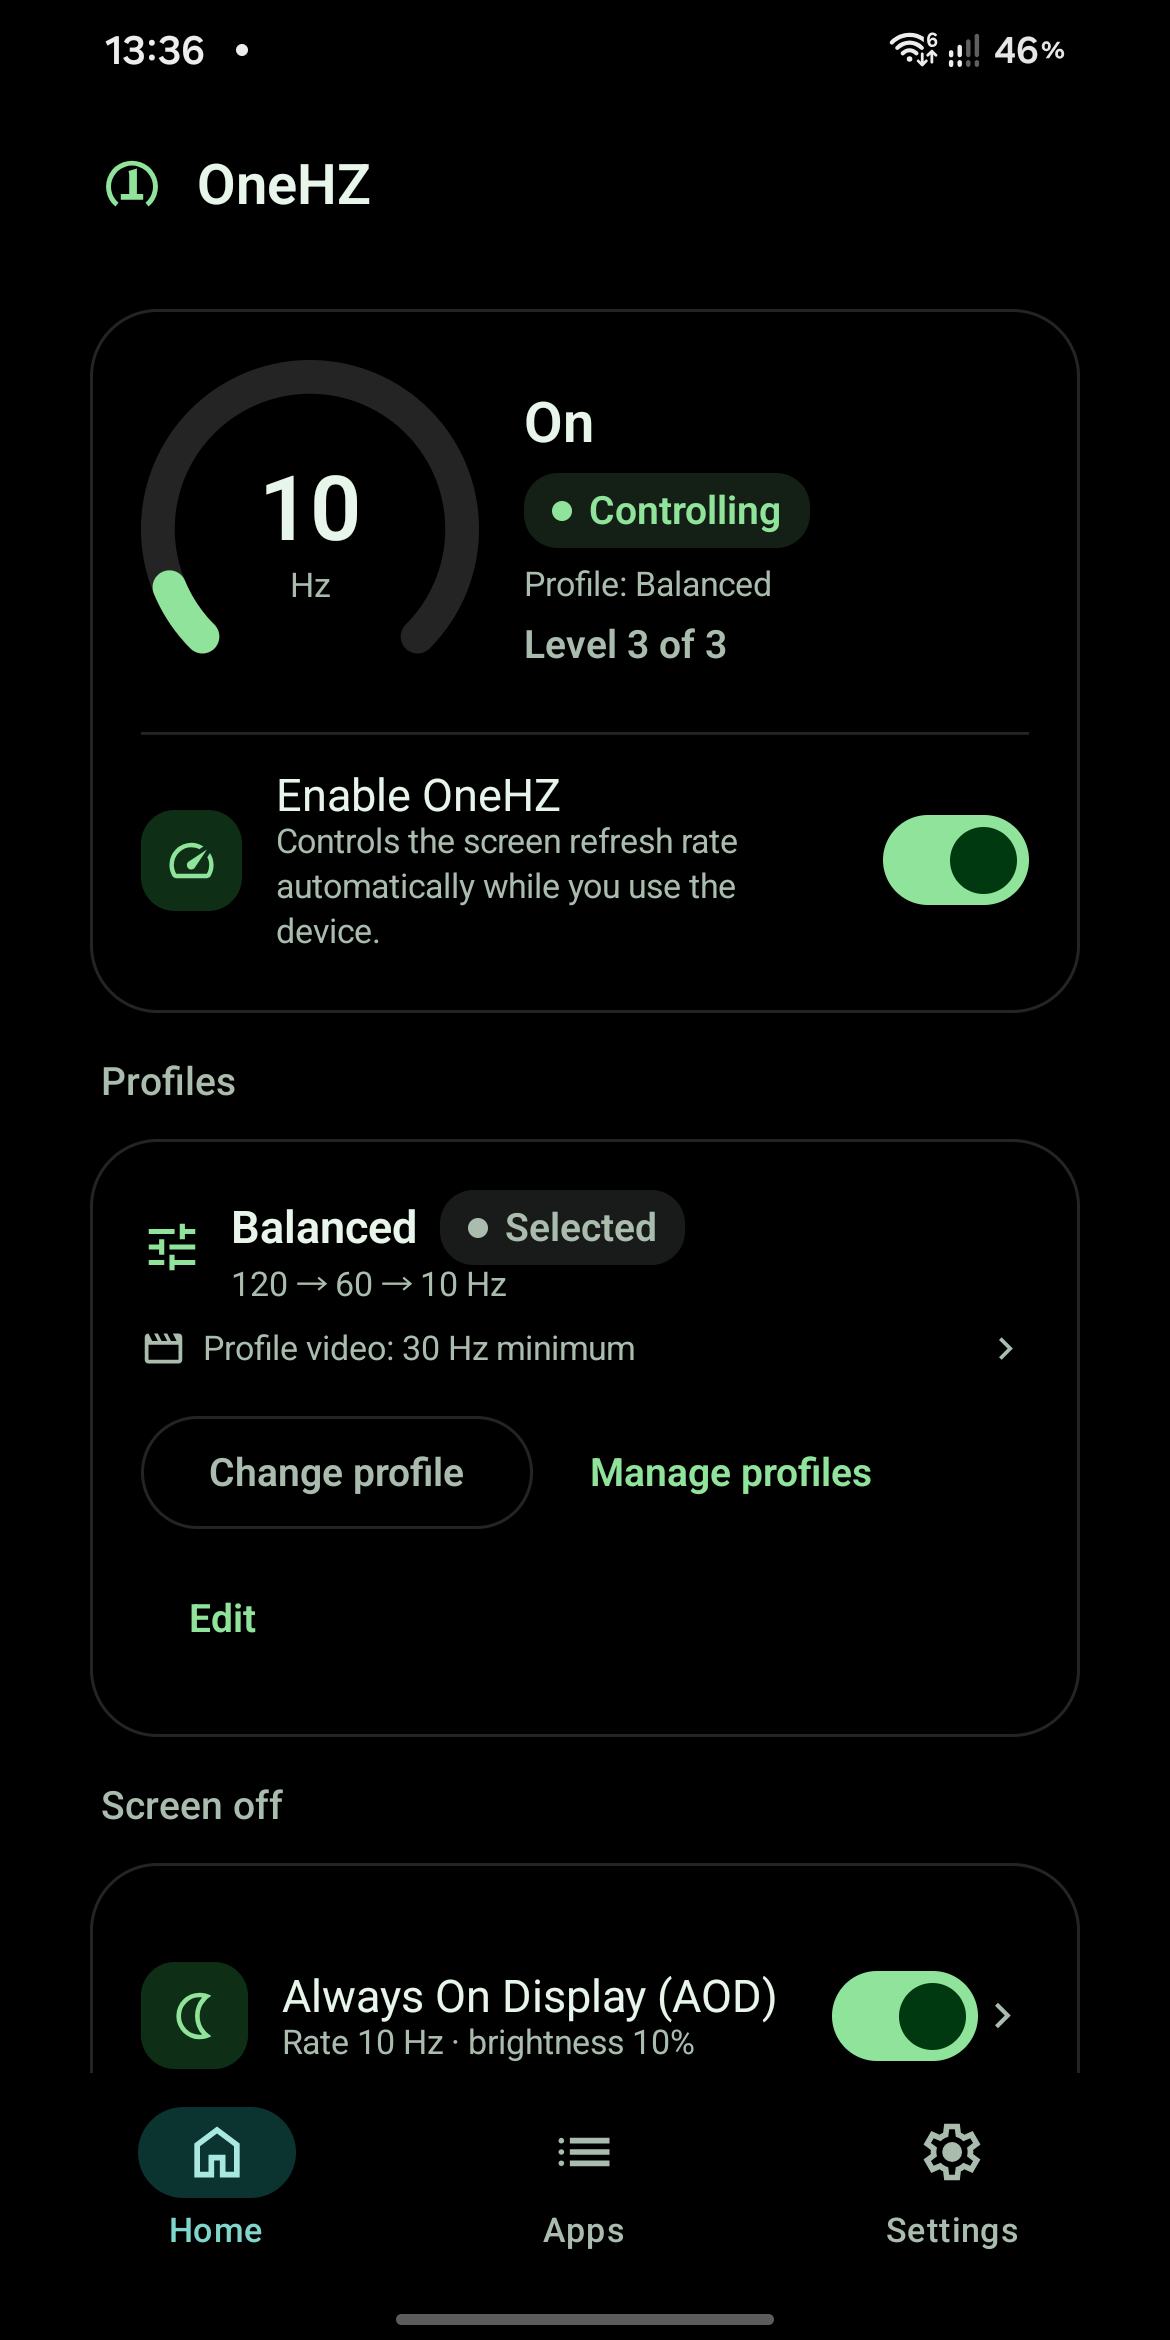 13:36
46%
OneHZ
10
Hz
On
Controlling
Profile: Balanced
Level 3 of 3
Enable OneHZ
Controls the screen refresh rate
automatically while you use the
device.
Profiles
Balanced
Selected
120 → 60 → 10 Hz
Profile video: 30 Hz minimum
Change profile
Manage profiles
Edit
Screen off
Always On Display (AOD)
Rate 10 Hz · brightness 10%
Home
Apps
Settings